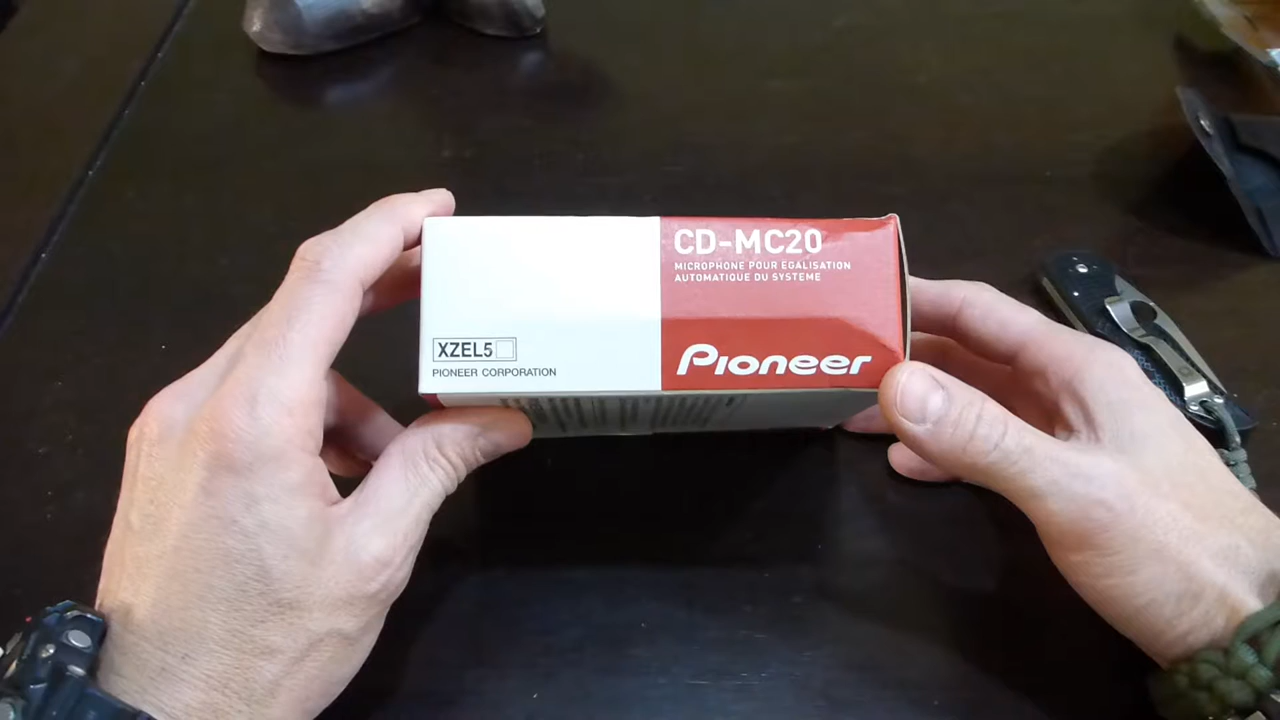 CD-MC20
MICROPHONE POUR EGALISATION
AUTOMATIQUE DU SYSTEME
Pioneer
XZEL5
PIONEER CORPORATION